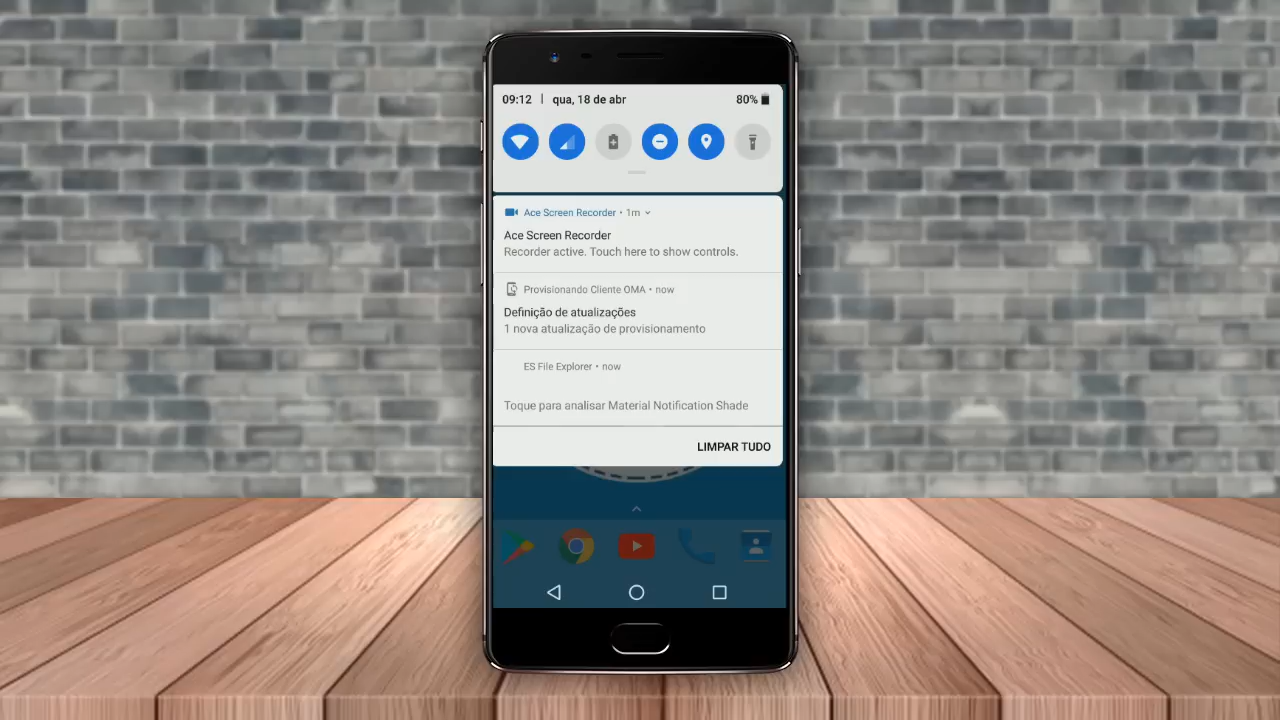 09:12 | qua, 18 de abr 80%
Ace Screen Recorder • 1m
Ace Screen Recorder
Recorder active. Touch here to show controls.
Provisionando Cliente OMA • now
Definição de atualizações
1 nova atualização de provisionamento
ES File Explorer • now
Toque para analisar Material Notification Shade
LIMPAR TUDO